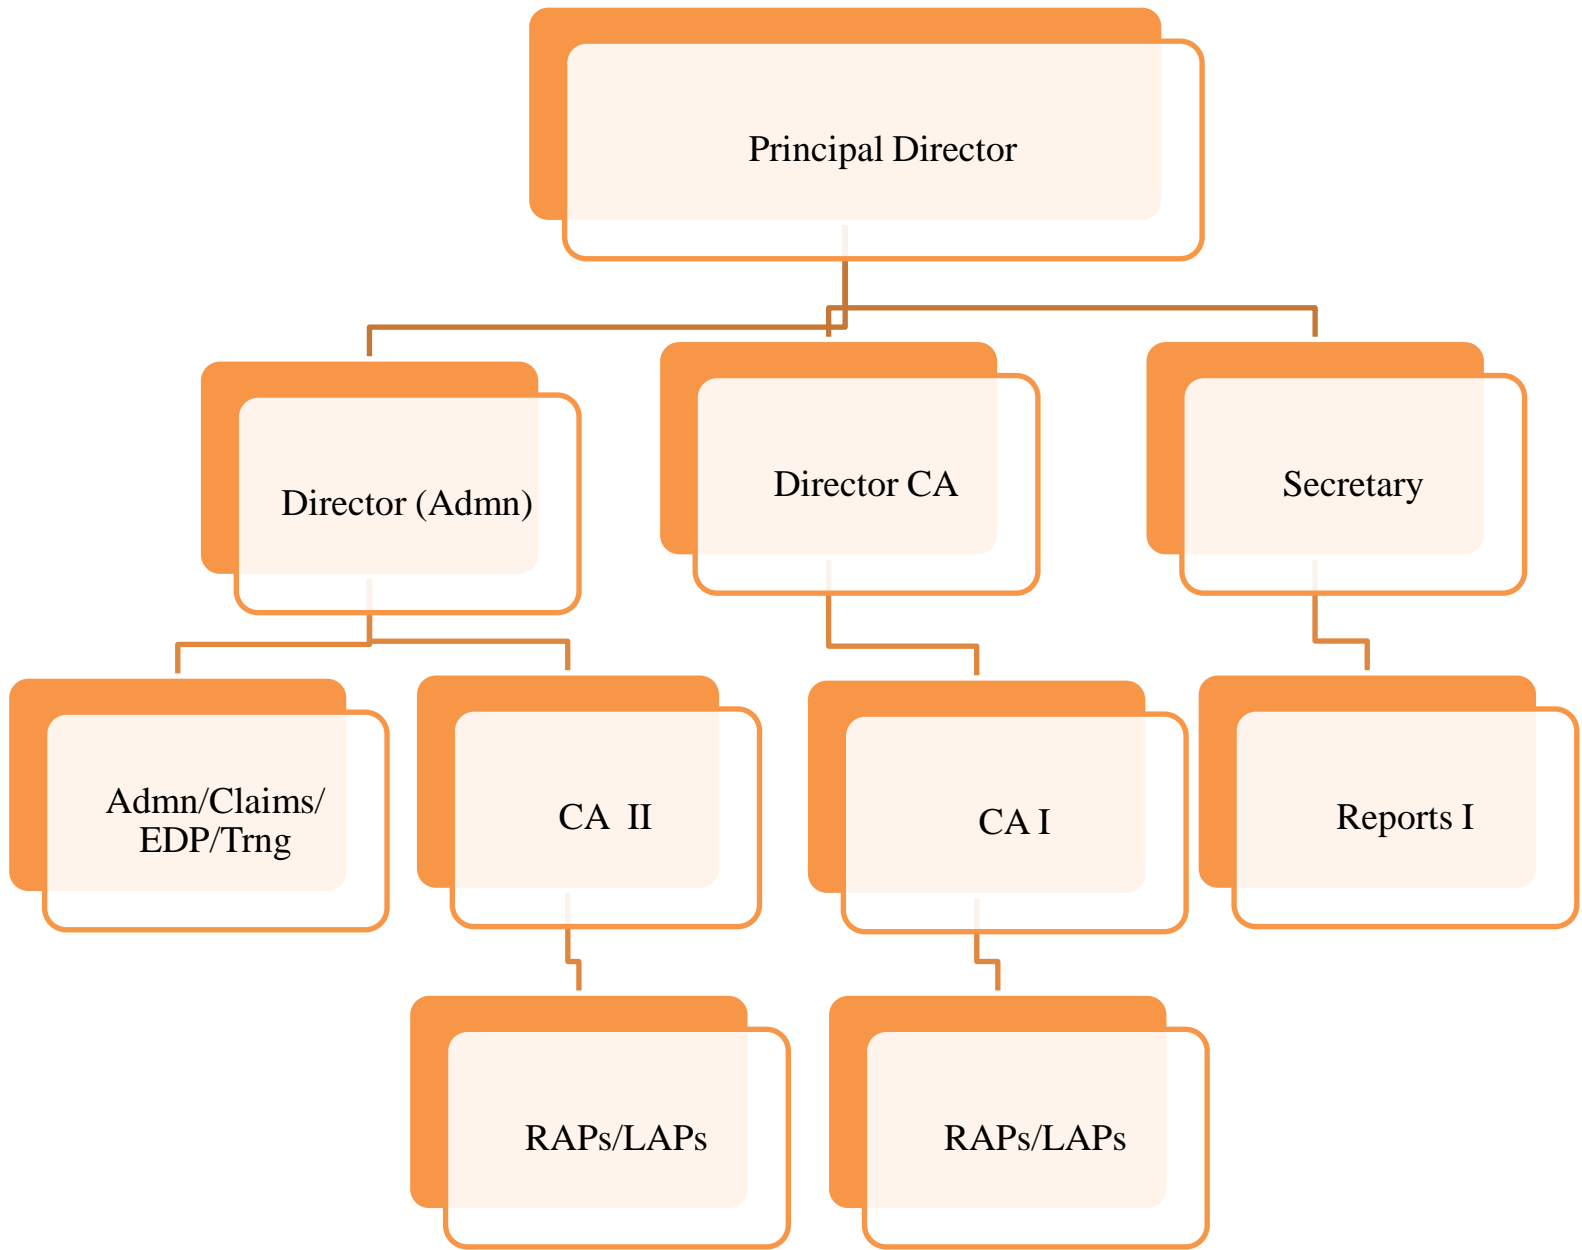 Principal Director
Director (Admn)
Director CA
Secretary
Admn/Claims/
EDP/Trng
CA  II
CA I
Reports I
RAPs/LAPs
RAPs/LAPs